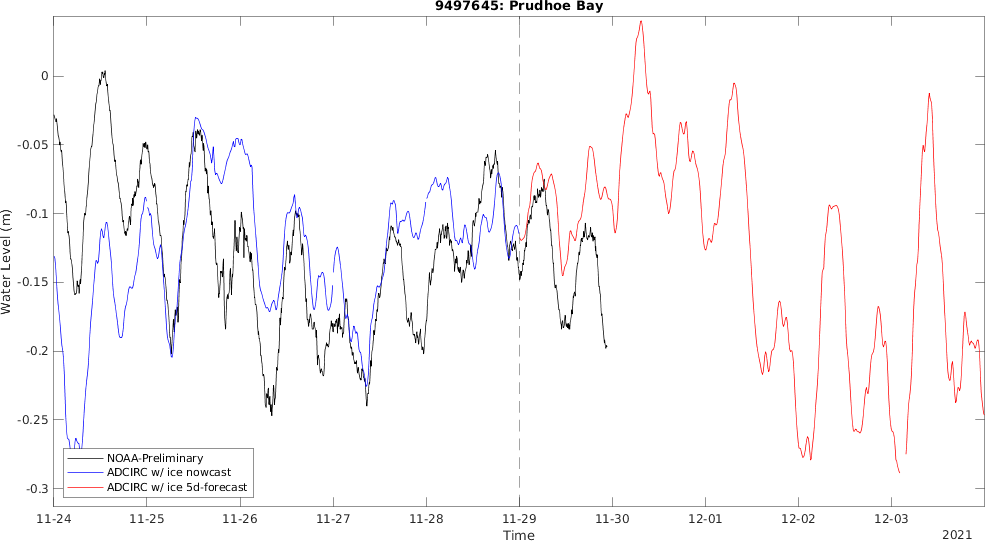 9497645: Prudhoe Bay
0
-0.05
-0.1
-0.15
-0.2
-0.25
-0.3
Water Level (m)
NOAA-Preliminary
ADCIRC w/ ice nowcast
ADCIRC w/ ice 5d-forecast
11-24 11-25 11-26 11-27 11-28 11-29 11-30 12-01 12-02 12-03
Time
2021